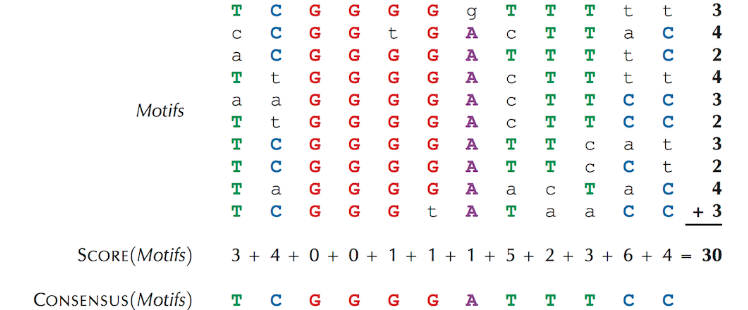 T C G G G G g T T T t t 3
c C G G t G A c T T a C 4
a C G G G G A T T T t C 2
T t G G G G A c T T t t 4
Motifs a a G G G G A c T T C C 3
T t G G G G A c T T C C 2
T C G G G G A T T c a t 3
T C G G G G A T T c C t 2
T a G G G G A a c T a C 4
T C G G G t A T a a C C + 3
SCORE(Motifs) 3 + 4 + 0 + 0 + 1 + 1 + 1 + 5 + 2 + 3 + 6 + 4 = 30
CONSENSUS(Motifs) T C G G G G A T T T C C